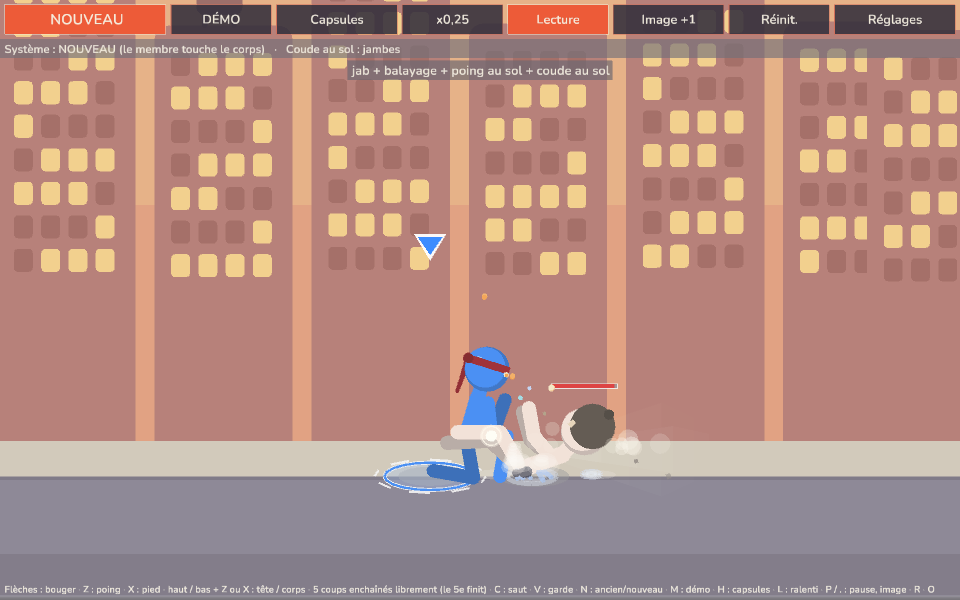 NOUVEAU DÉMO Capsules x0,25 Lecture Image +1 Réinit. Réglages
Système : NOUVEAU (le membre touche le corps) · Coude au sol : jambes
jab + balayage + poing au sol + coude au sol
Flèches : bouger · Z : poing · X : pied · haut / bas + Z ou X : tête / corps · 5 coups enchaînés librement (le 5e finit) · C : saut · V : garde · N : ancien/nouveau · M : démo · H : capsules · L : ralenti · P / . : pause, image · R · O